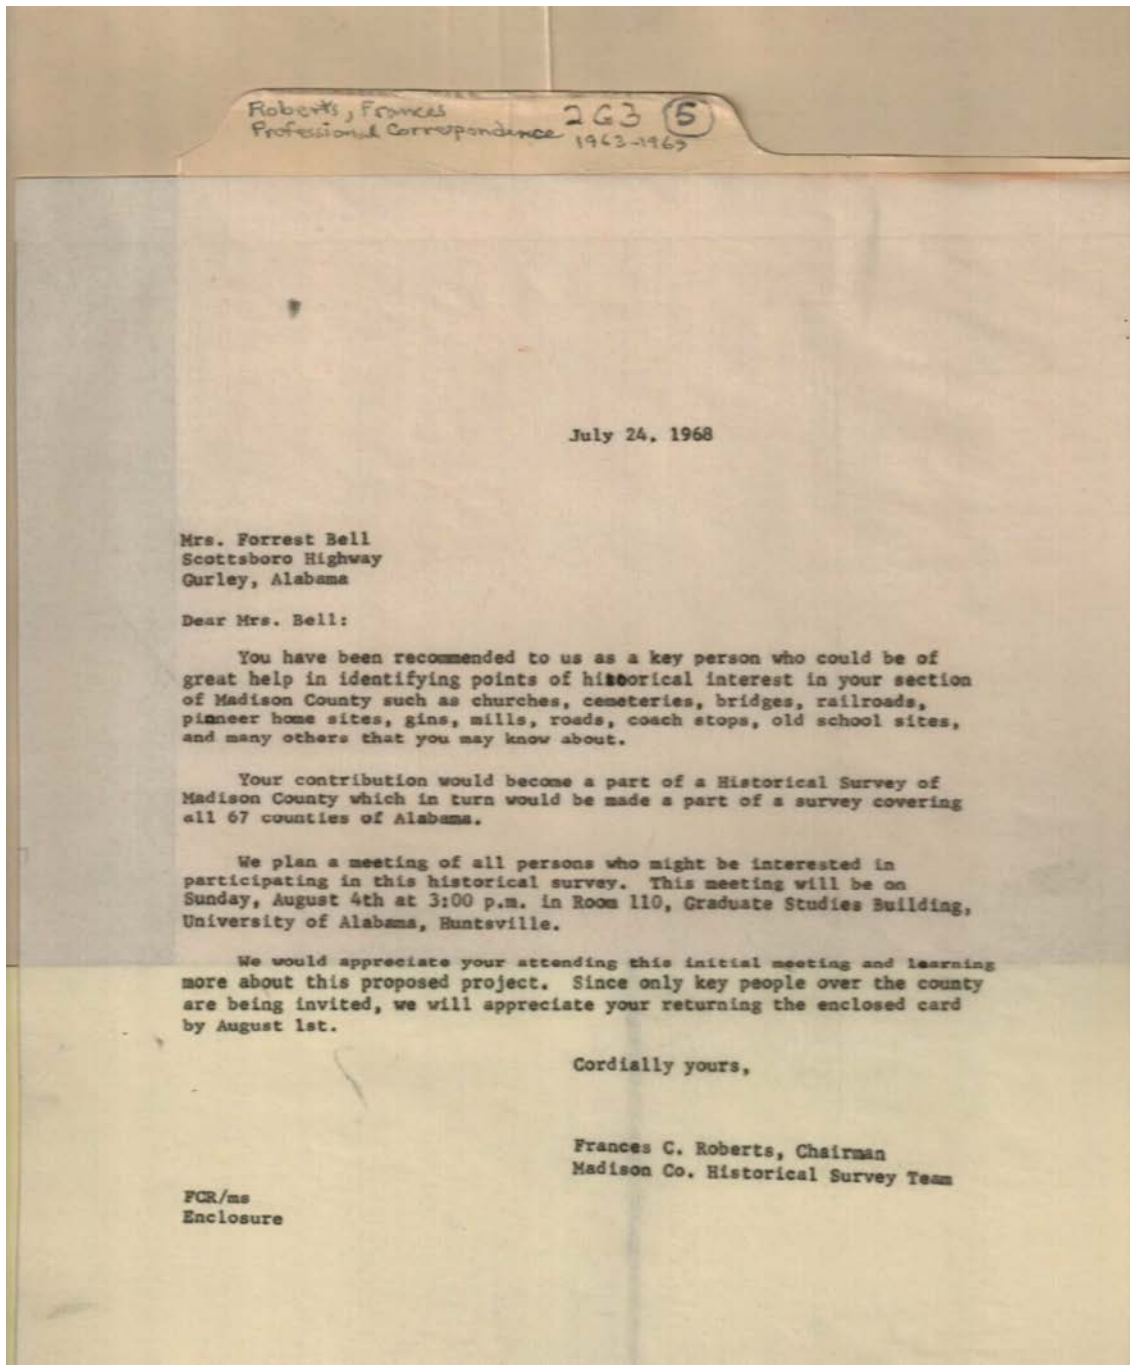 Roberts, Frances 2G3 5
Professional Correspondence 1963-1969
July 24, 1968
Mrs. Forrest Bell
Scottsboro Highway
Gurley, Alabama
Dear Mrs. Bell:
You have been recommended to us as a key person who could be of
great help in identifying points of historical interest in your section
of Madison County such as churches, cemeteries, bridges, railroads,
pioneer home sites, gins, mills, roads, coach stops, old school sites,
and many others that you may know about.
Your contribution would become a part of a Historical Survey of
Madison County which in turn would be made a part of a survey covering
all 67 counties of Alabama.
We plan a meeting of all persons who might be interested in
participating in this historical survey. This meeting will be on
Sunday, August 4th at 3:00 p.m. in Room 110, Graduate Studies Building,
University of Alabama, Huntsville.
We would appreciate your attending this initial meeting and learning
more about this proposed project. Since only key people over the county
are being invited, we will appreciate your returning the enclosed card
by August 1st.
Cordially yours,
Frances C. Roberts, Chairman
Madison Co. Historical Survey Team
FCR/ms
Enclosure